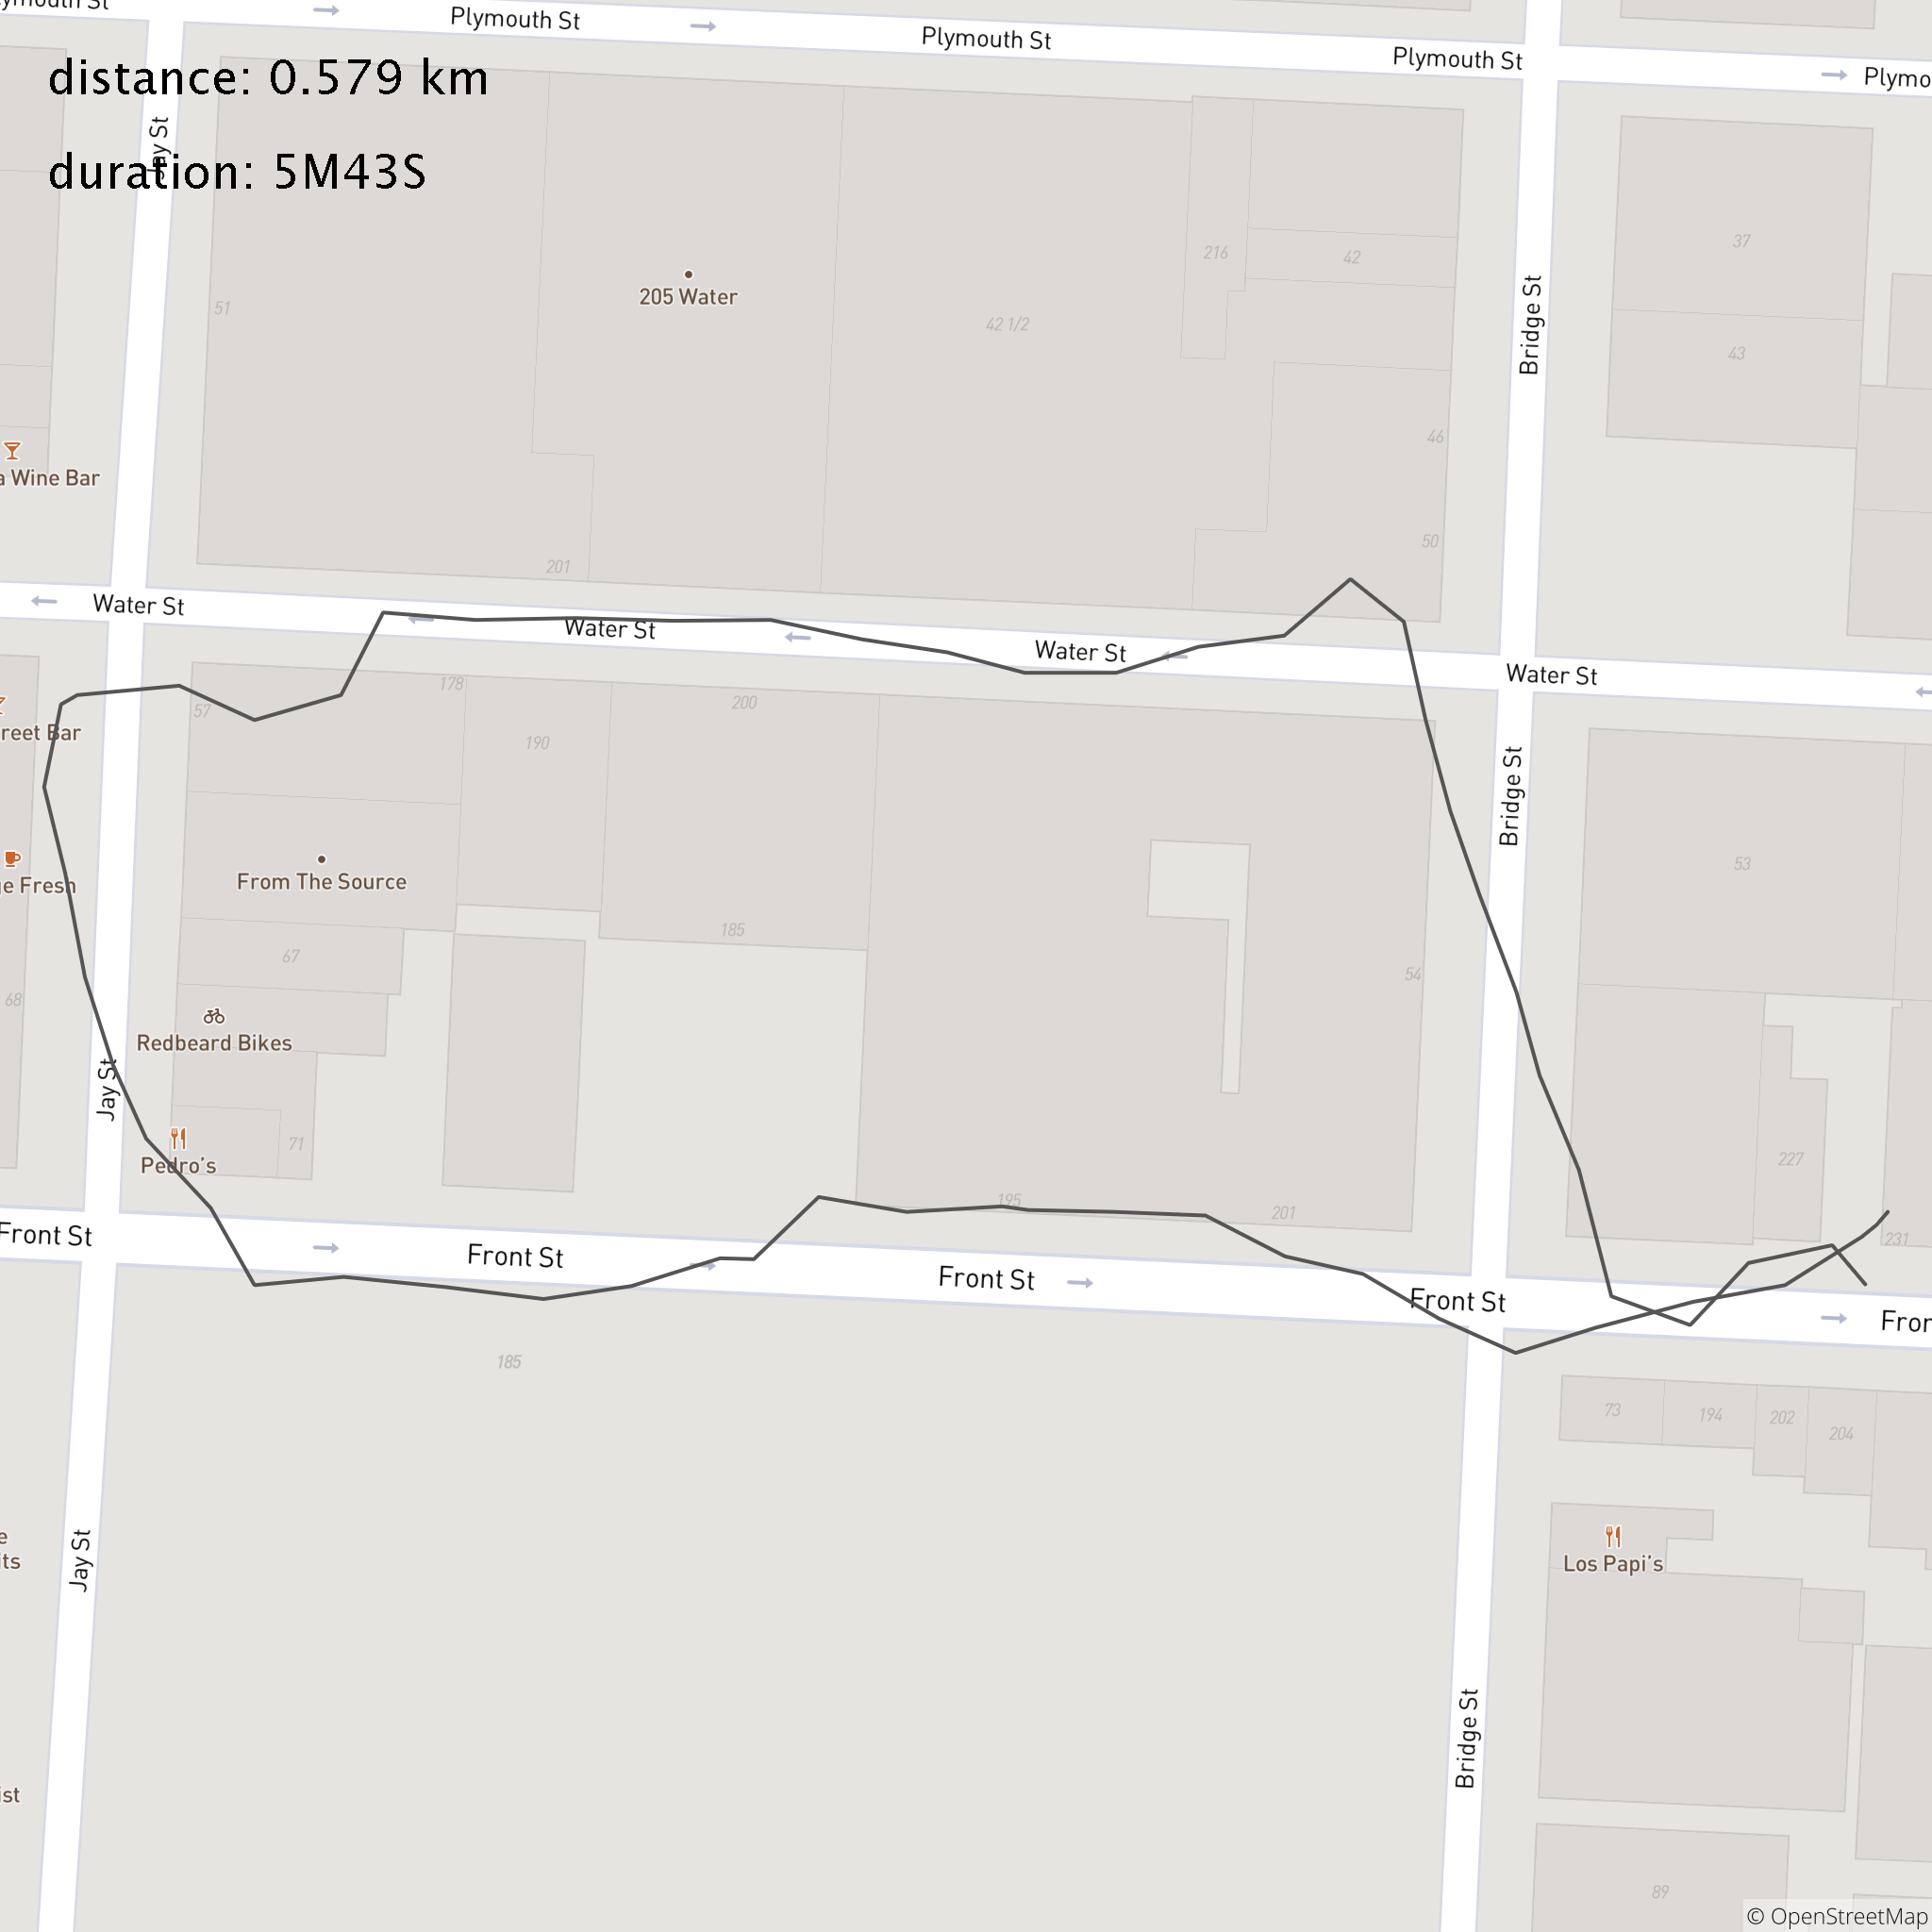 Plymouth St
Plymouth St
Plymouth St
distance: 0.579 km
duration: 5M43S
Jay St
37
216
42
51
205 Water
42 1/2
Bridge St
43
46
Wine Bar
50
201
Water St
Water St
Water St
Water St
178
57
200
reet Bar
190
Bridge St
53
From The Source
Fresh
185
67
54
68
Redbeard Bikes
Jay St
71
Pedro's
227
195
201
Front St
231
Front St
Front St
Front St
185
73
194
202
204
Jay St
Los Papi's
Bridge St
89
© OpenStreetMap